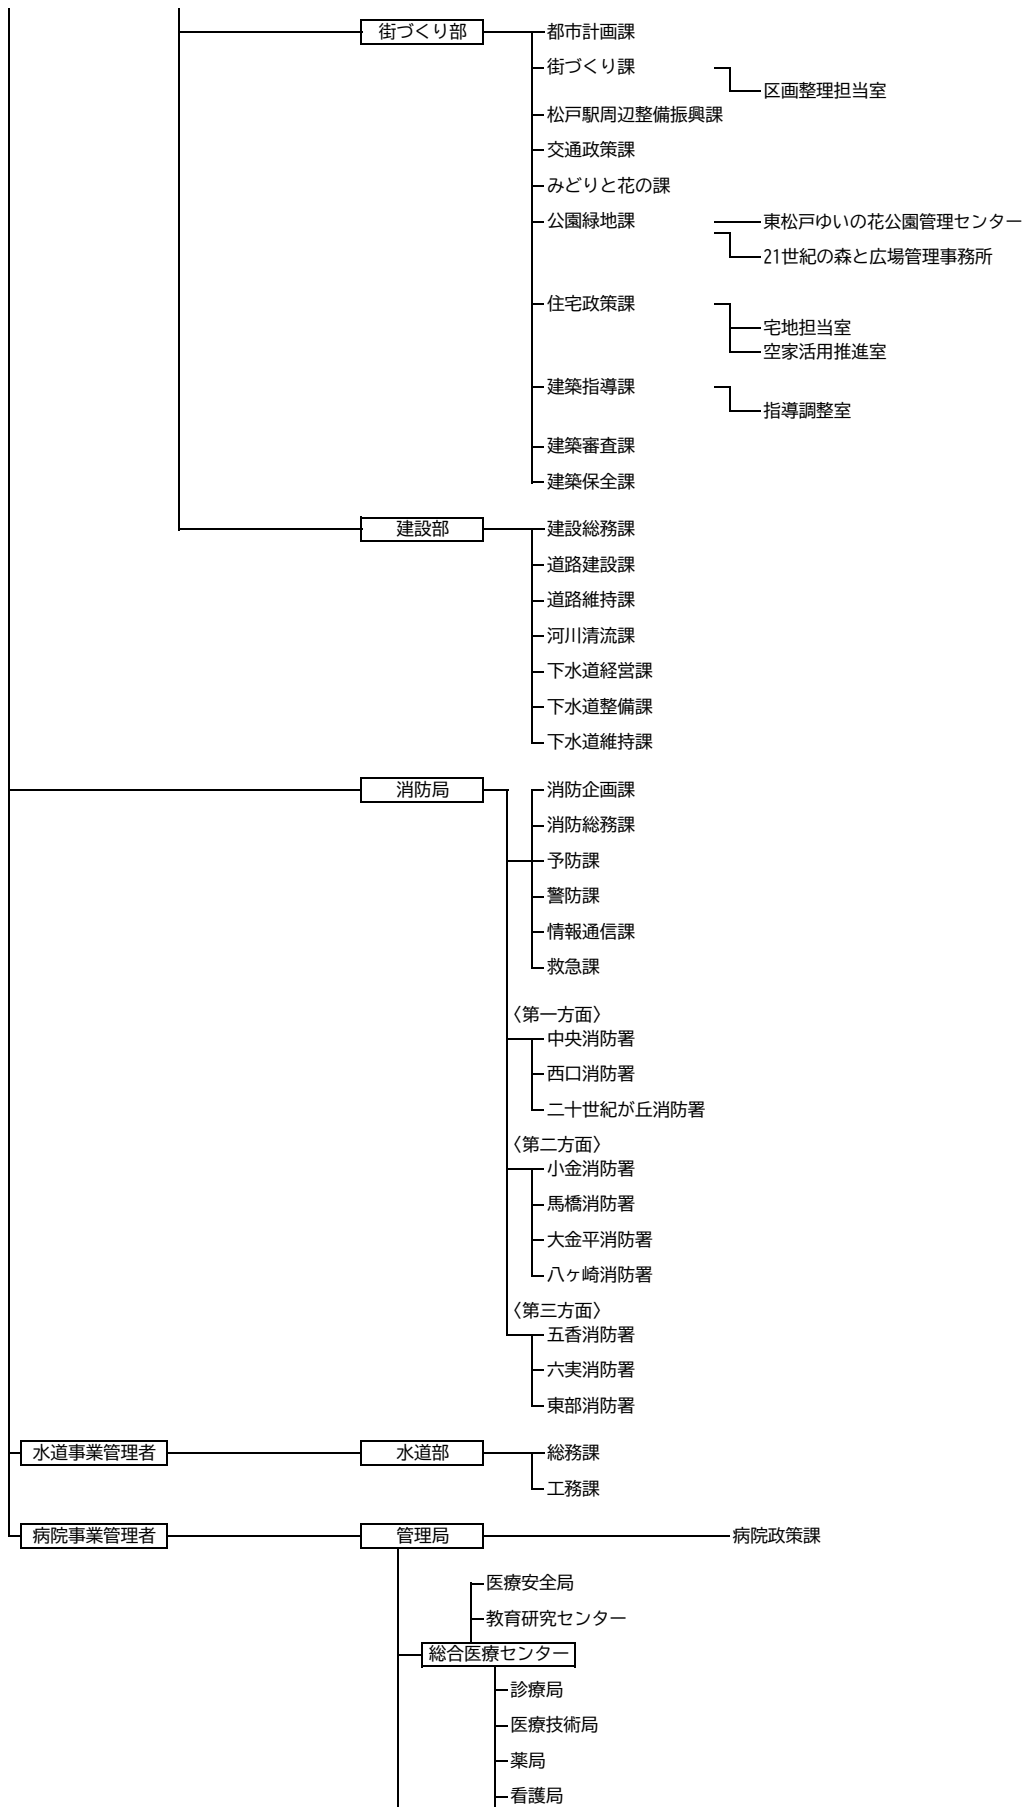 街づくり部
都市計画課
街づくり課
区画整理担当室
松戸駅周辺整備振興課
交通政策課
みどりと花の課
公園緑地課
東松戸ゆいの花公園管理センター
21世紀の森と広場管理事務所
住宅政策課
宅地担当室
空家活用推進室
建築指導課
指導調整室
建築審査課
建築保全課
建設部
建設総務課
道路建設課
道路維持課
河川清流課
下水道経営課
下水道整備課
下水道維持課
消防局
消防企画課
消防総務課
予防課
警防課
情報通信課
救急課
〈第一方面〉
中央消防署
西口消防署
二十世紀が丘消防署
〈第二方面〉
小金消防署
馬橋消防署
大金平消防署
八ヶ崎消防署
〈第三方面〉
五香消防署
六実消防署
東部消防署
水道事業管理者
水道部
総務課
工務課
病院事業管理者
管理局
病院政策課
医療安全局
教育研究センター
総合医療センター
診療局
医療技術局
薬局
看護局